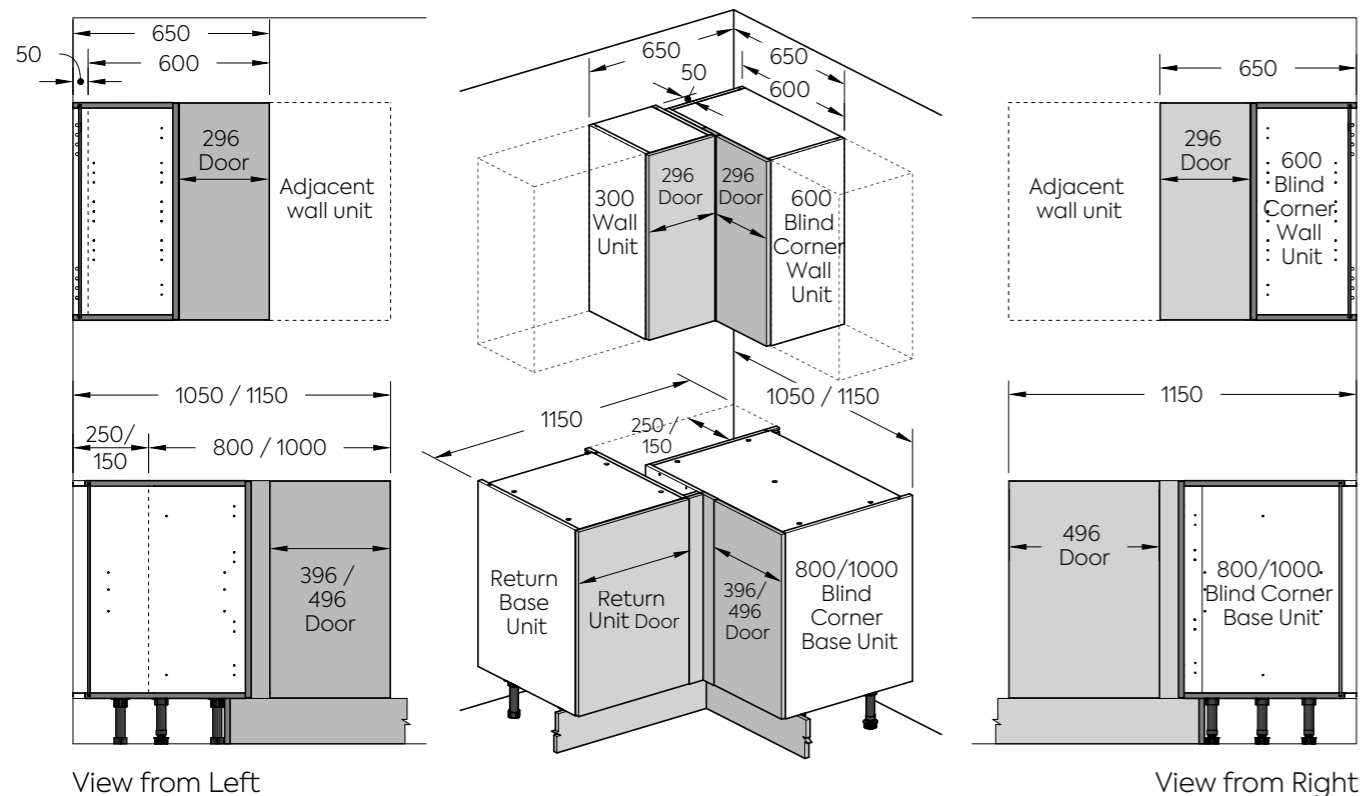 650
50
600
296
Door
Adjacent
wall unit
1050 / 1150
250/
150
800 / 1000
396 /
496
Door
View from Left
650
650
50
600
296
Door
296
Door
300
Wall
Unit
600
Blind
Corner
Wall
Unit
1150
1050 / 1150
250/
150
Return
Base
Unit
Return
Unit Door
396/
496
Door
800/1000
Blind
Corner
Base Unit
650
296
Door
600
Blind
Corner
Wall
Unit
Adjacent
wall unit
1150
496
Door
800/1000
Blind Corner
Base Unit
View from Right